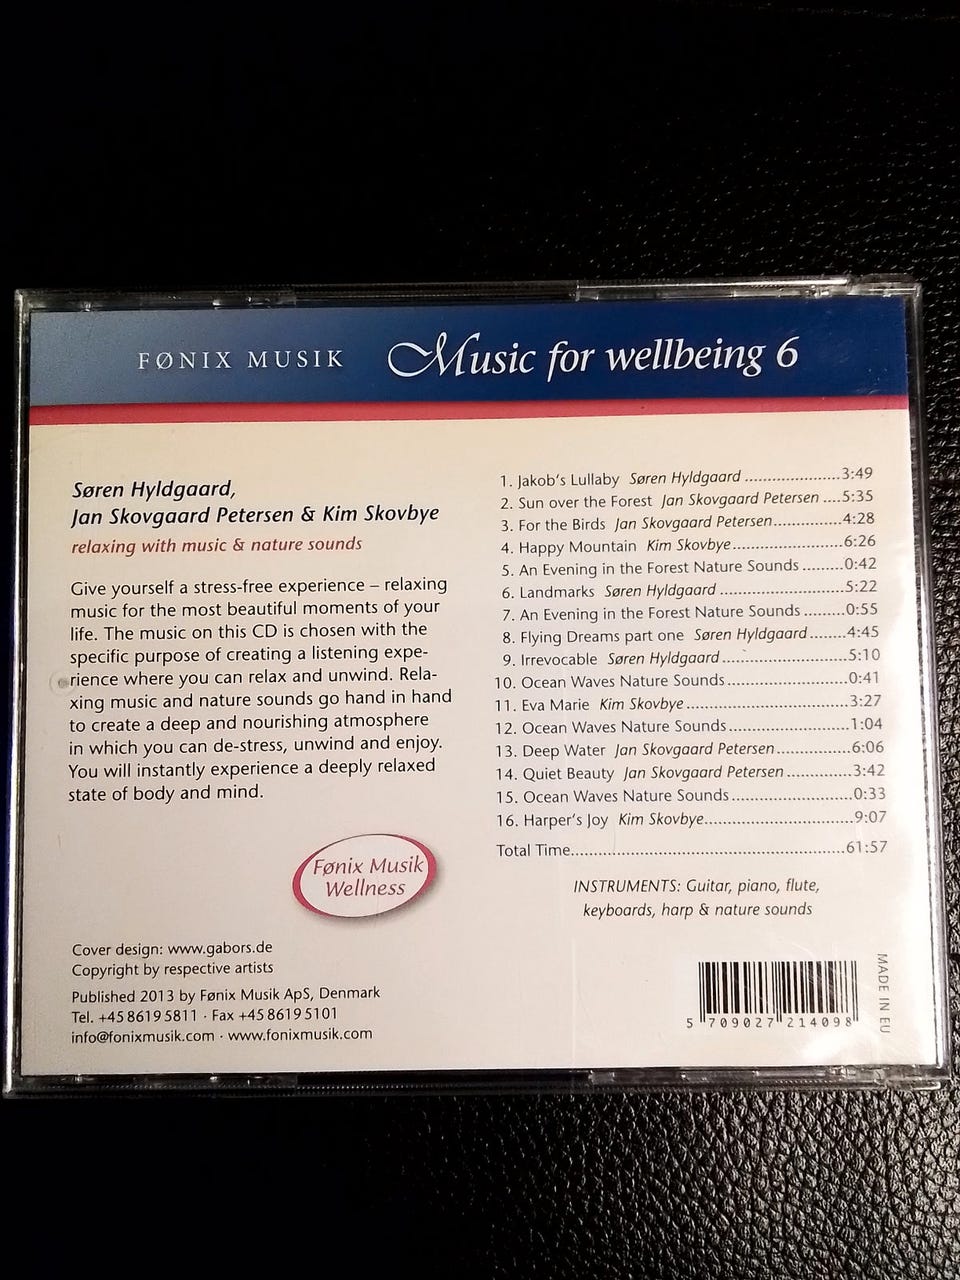 FØNIX MUSIK Music for wellbeing 6
Søren Hyldgaard,
Jan Skovgaard Petersen & Kim Skovbye
relaxing with music & nature sounds
Give yourself a stress-free experience – relaxing
music for the most beautiful moments of your
life. The music on this CD is chosen with the
specific purpose of creating a listening expe-
rience where you can relax and unwind. Rela-
xing music and nature sounds go hand in hand
to create a deep and nourishing atmosphere
in which you can de-stress, unwind and enjoy.
You will instantly experience a deeply relaxed
state of body and mind.
Fønix Musik
Wellness
Cover design: www.gabors.de
Copyright by respective artists
Published 2013 by Fønix Musik ApS, Denmark
Tel. +45 8619 5811 · Fax +45 8619 5101
info@fonixmusik.com · www.fonixmusik.com
1. Jakob's Lullaby Søren Hyldgaard ....................3:49
2. Sun over the Forest Jan Skovgaard Petersen ....5:35
3. For the Birds Jan Skovgaard Petersen..............4:28
4. Happy Mountain Kim Skovbye.......................6:26
5. An Evening in the Forest Nature Sounds .........0:42
6. Landmarks Søren Hyldgaard ..........................5:22
7. An Evening in the Forest Nature Sounds .........0:55
8. Flying Dreams part one Søren Hyldgaard........4:45
9. Irrevocable Søren Hyldgaard ..........................5:10
10. Ocean Waves Nature Sounds.........................0:41
11. Eva Marie Kim Skovbye..................................3:27
12. Ocean Waves Nature Sounds.........................1:04
13. Deep Water Jan Skovgaard Petersen...............6:06
14. Quiet Beauty Jan Skovgaard Petersen .............3:42
15. Ocean Waves Nature Sounds.........................0:33
16. Harper's Joy Kim Skovbye...............................9:07
Total Time.........................................................61:57
INSTRUMENTS: Guitar, piano, flute,
keyboards, harp & nature sounds
5 709027 214098
MADE IN EU